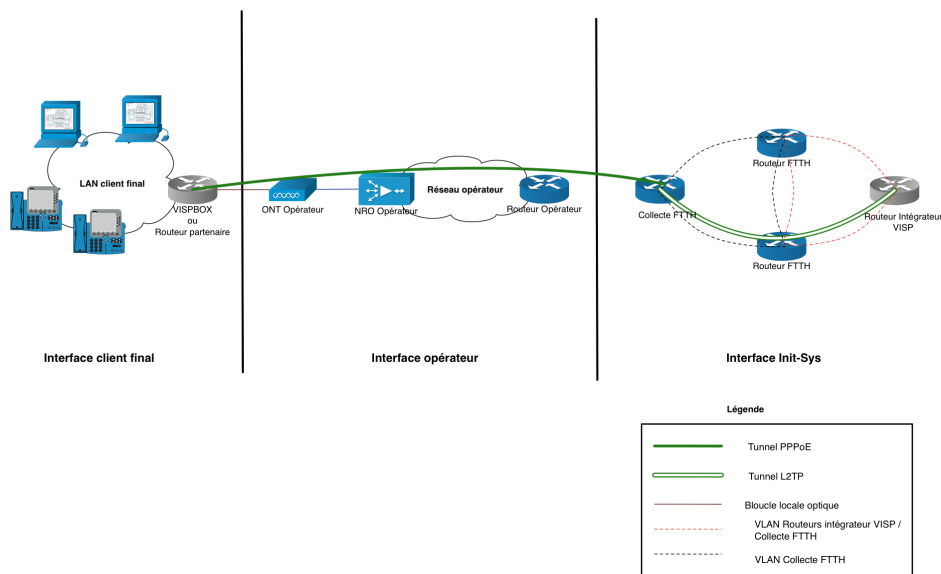 LAN client final
VISPBOX
ou
Routeur partenaire
ONT Opérateur
NRO Opérateur
Réseau opérateur
Routeur Opérateur
Collecte FTTH
Routeur FTTH
Routeur FTTH
Routeur Intégrateur
VISP
Interface client final
Interface opérateur
Interface Init-Sys
Légende
Tunnel PPPoE
Tunnel L2TP
Bloucle locale optique
VLAN Routeurs intégrateur VISP /
Collecte FTTH
VLAN Collecte FTTH